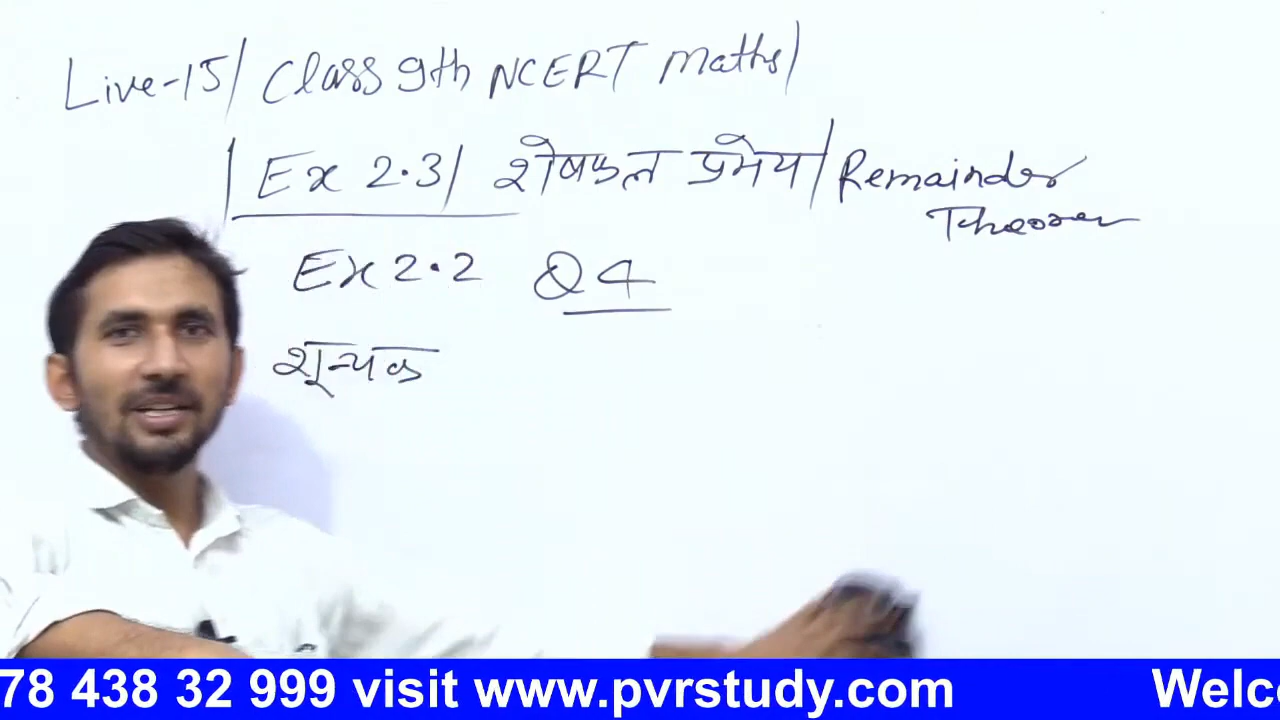 Live-15/ Class 9th NCERT Maths/
| Ex 2.3/ शेषफल प्रमेय/ Remainder
Theorem
Ex 2.2 Q4
शून्यक
78 438 32 999 visit www.pvrstudy.com Welc